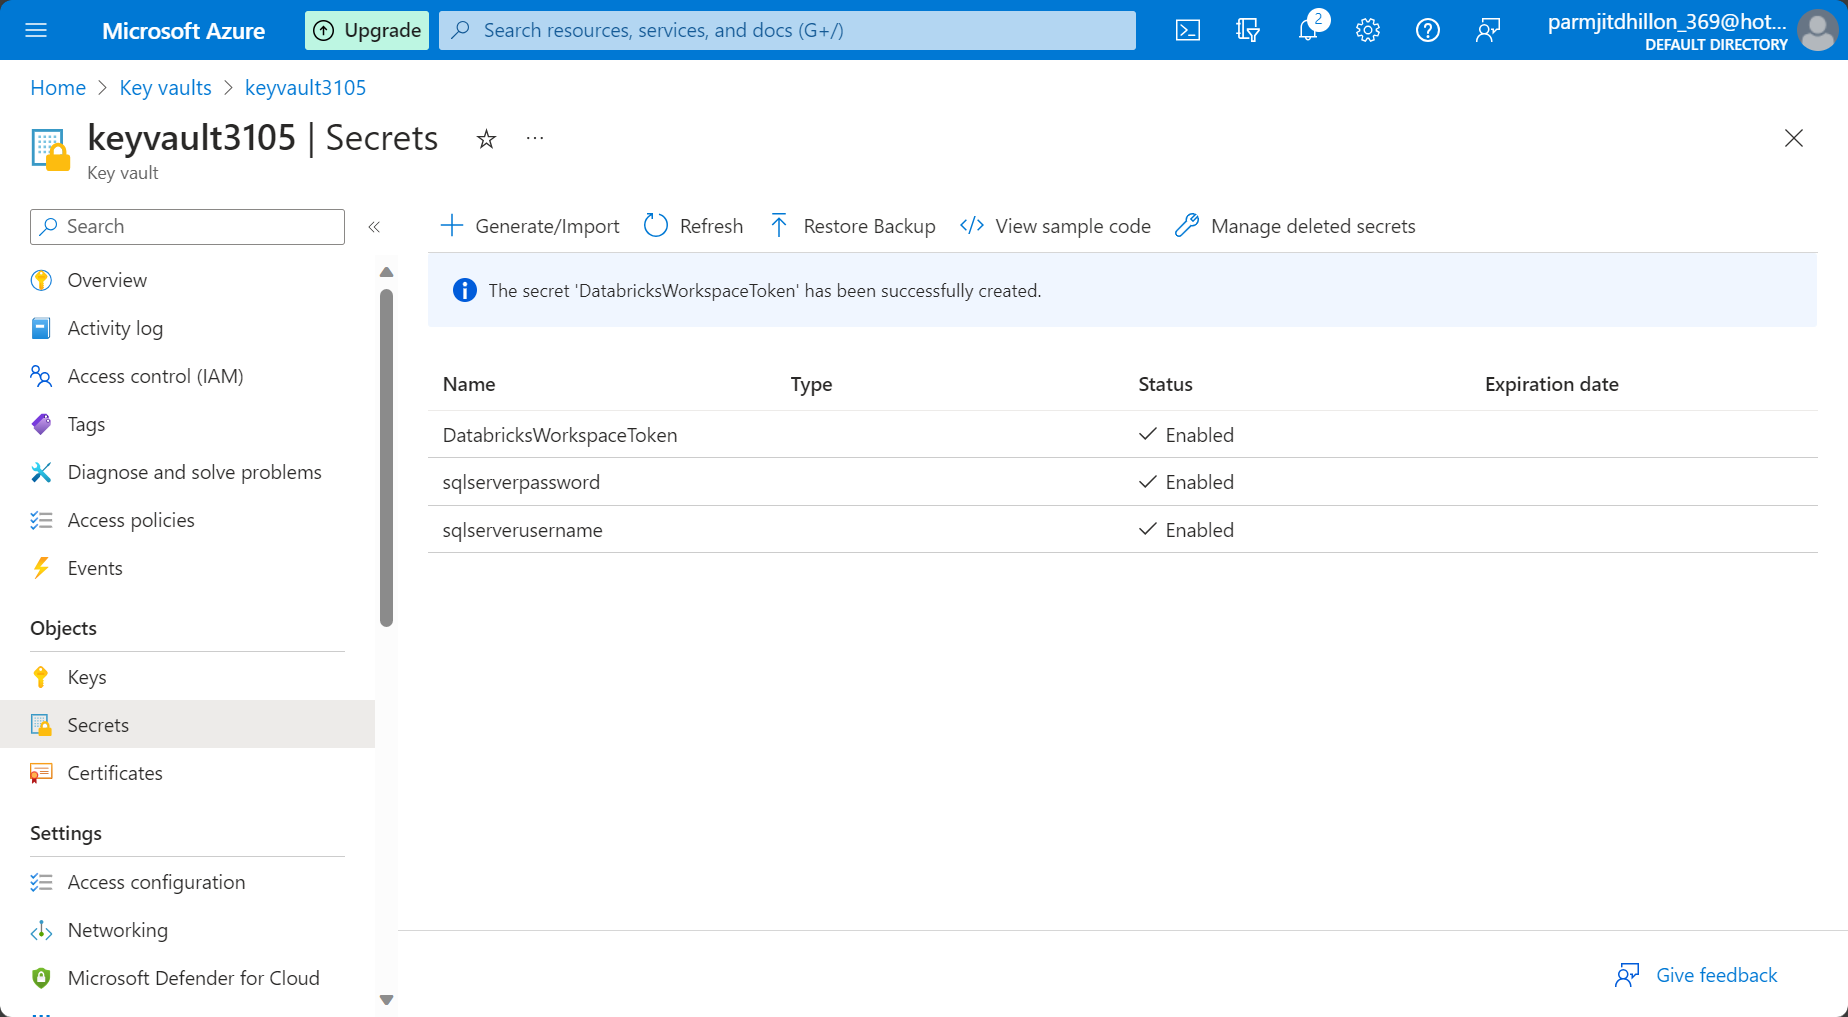 Microsoft Azure
Upgrade
Search resources, services, and docs (G+/)
2
parmjitdhillon_369@hot...
DEFAULT DIRECTORY
Home > Key vaults > keyvault3105
keyvault3105 | Secrets
Key vault
Search
Overview
Activity log
Access control (IAM)
Tags
Diagnose and solve problems
Access policies
Events
Objects
Keys
Secrets
Certificates
Settings
Access configuration
Networking
Microsoft Defender for Cloud
Generate/Import Refresh Restore Backup View sample code Manage deleted secrets
The secret 'DatabricksWorkspaceToken' has been successfully created.
Name Type Status Expiration date
DatabricksWorkspaceToken Enabled
sqlserverpassword Enabled
sqlserverusername Enabled
Give feedback